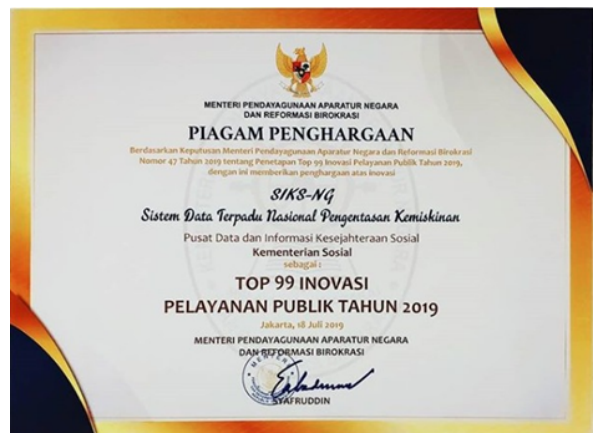 MENTERI PENDAYAGUNAAN APARATUR NEGARA
DAN REFORMASI BIROKRASI
PIAGAM PENGHARGAAN
Berdasarkan Keputusan Menteri Pendayagunaan Aparatur Negara dan Reformasi Birokrasi
Nomor 47 Tahun 2019 tentang Penetapan Top 99 Inovasi Pelayanan Publik Tahun 2019,
dengan ini memberikan penghargaan atas inovasi
SIKS-NG
Sistem Data Terpadu Nasional Pengentasan Kemiskinan
Pusat Data dan Informasi Kesejahteraan Sosial
Kementerian Sosial
sebagai :
TOP 99 INOVASI
PELAYANAN PUBLIK TAHUN 2019
Jakarta, 18 Juli 2019
MENTERI PENDAYAGUNAAN APARATUR NEGARA
DAN REFORMASI BIROKRASI
SYAFRUDDIN